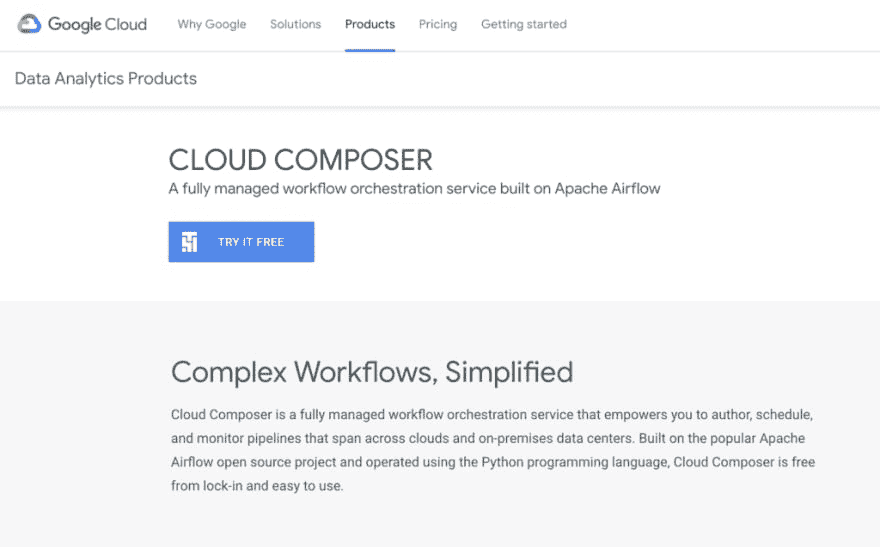 Google Cloud Why Google Solutions Products Pricing Getting started
Data Analytics Products
CLOUD COMPOSER
A fully managed workflow orchestration service built on Apache Airflow
TRY IT FREE
Complex Workflows, Simplified
Cloud Composer is a fully managed workflow orchestration service that empowers you to author, schedule,
and monitor pipelines that span across clouds and on-premises data centers. Built on the popular Apache
Airflow open source project and operated using the Python programming language, Cloud Composer is free
from lock-in and easy to use.